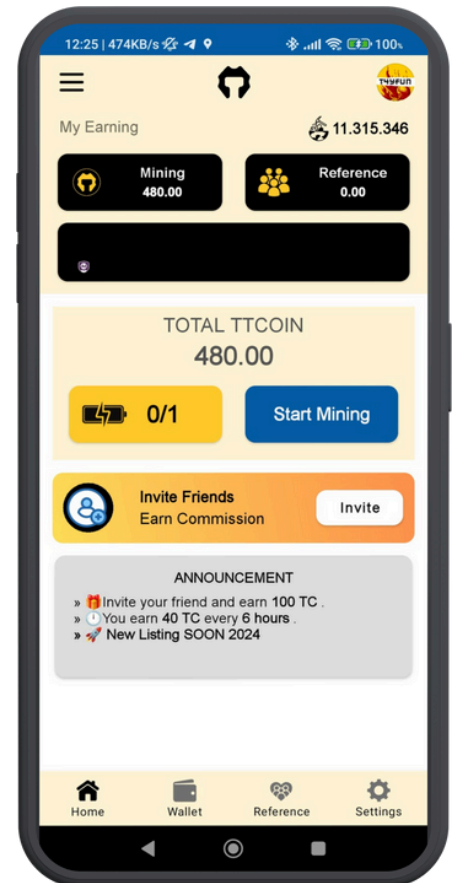 12:25 | 474KB/s
100%
T4YFUN
My Earning
11.315.346
Mining
480.00
Reference
0.00
TOTAL TTCOIN
480.00
0/1
Start Mining
Invite Friends
Earn Commission
Invite
ANNOUNCEMENT
» 🎁Invite your friend and earn 100 TC .
» 🕛You earn 40 TC every 6 hours .
» 🚀 New Listing SOON 2024
Home
Wallet
Reference
Settings